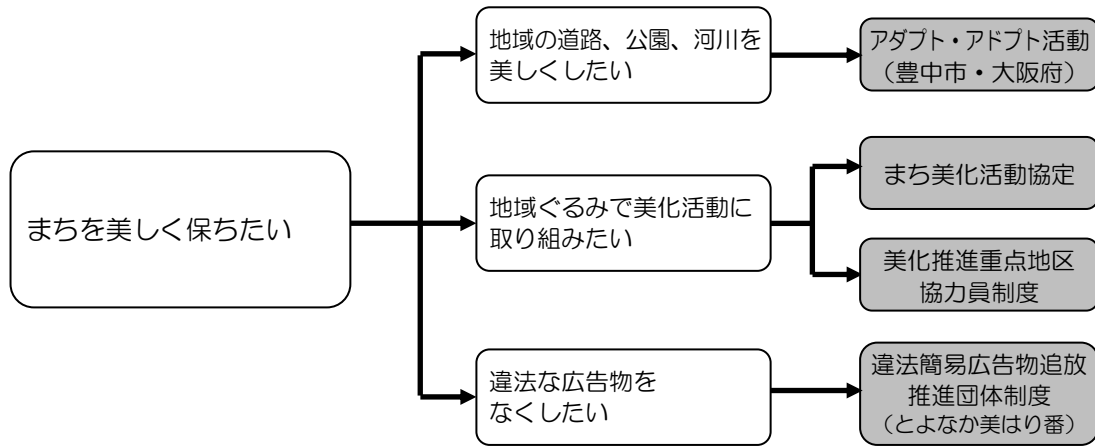 まちを美しく保ちたい
地域の道路、公園、河川を
美しくしたい
アダプト・アドプト活動
（豊中市・大阪府）
地域ぐるみで美化活動に
取り組みたい
まち美化活動協定
美化推進重点地区
協力員制度
違法な広告物を
なくしたい
違法簡易広告物追放
推進団体制度
（とよなか美はり番）